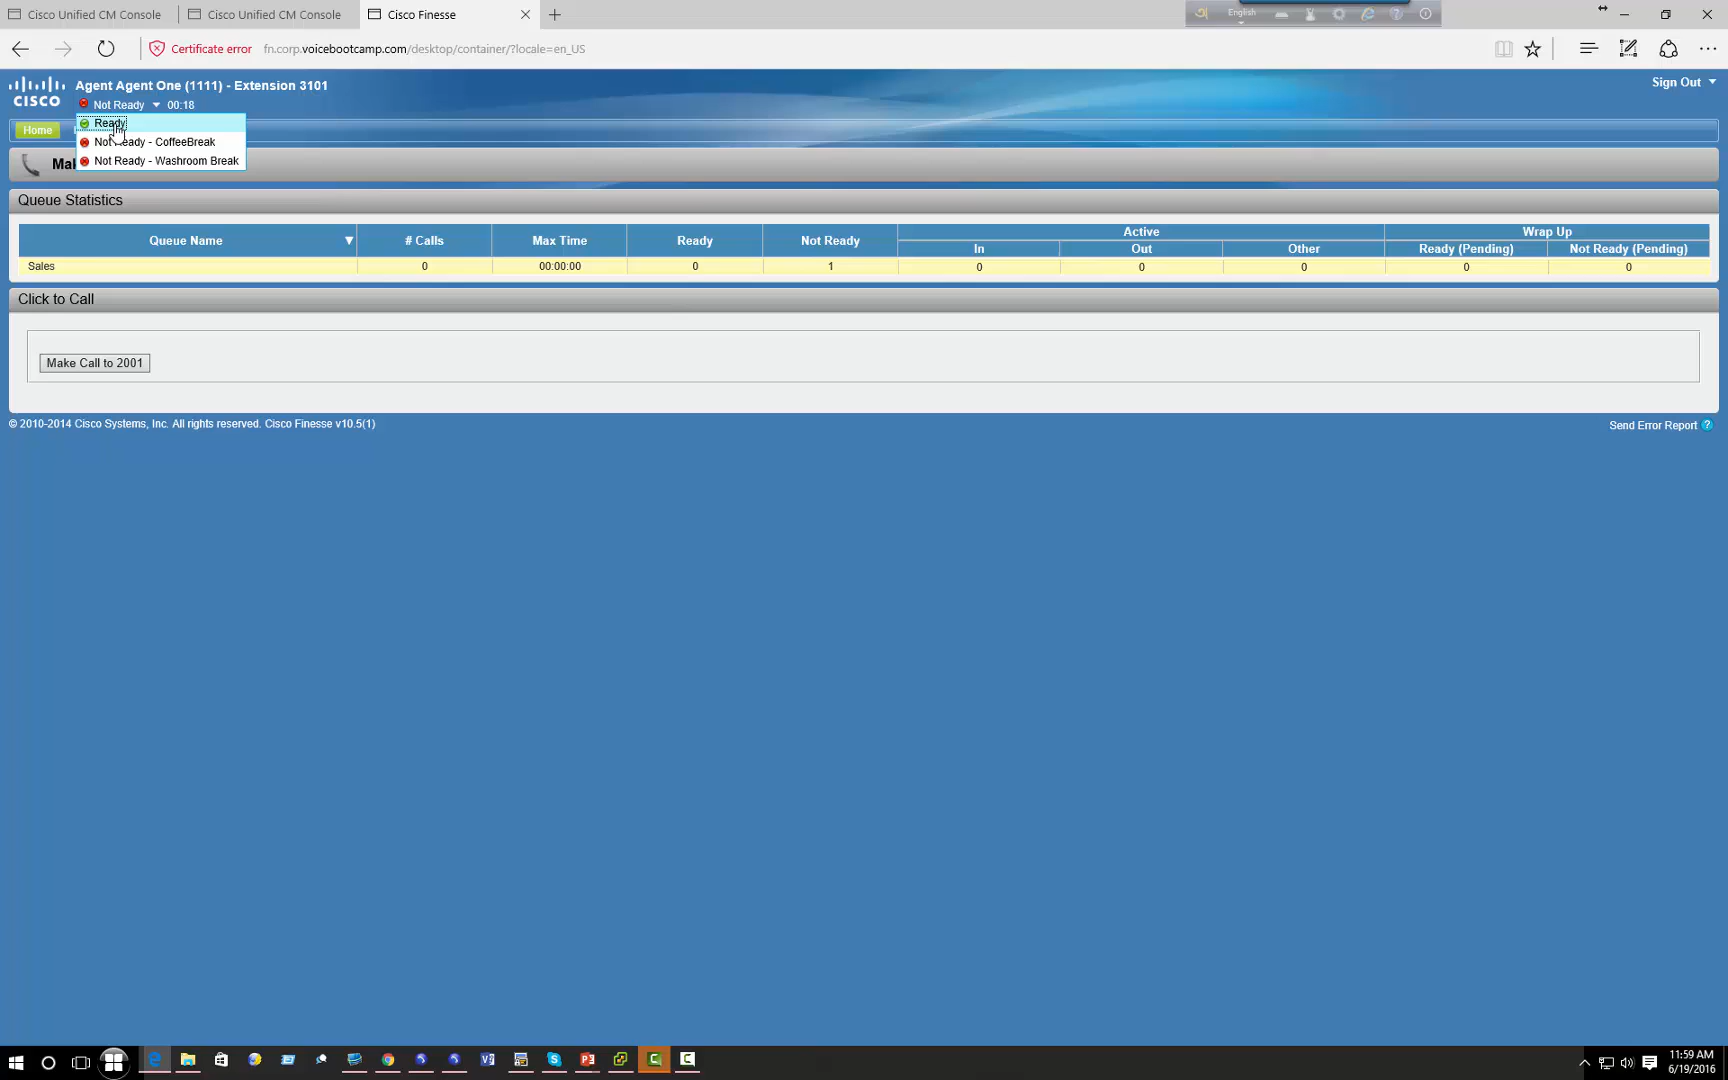 Cisco Unified CM Console
Cisco Unified CM Console
Cisco Finesse
English
Certificate error
fn.corp.voicebootcamp.com/desktop/container/?locale=en_US
CISCO
Agent Agent One (1111) - Extension 3101
Sign Out
Not Ready 00:18
Home
Ready
Not Ready - CoffeeBreak
Not Ready - Washroom Break
Queue Statistics
Queue Name # Calls Max Time Ready Not Ready Active Wrap Up
In Out Other Ready (Pending) Not Ready (Pending)
Sales 0 00:00:00 0 1 0 0 0 0 0
Click to Call
Make Call to 2001
© 2010-2014 Cisco Systems, Inc. All rights reserved. Cisco Finesse v10.5(1)
Send Error Report
11:59 AM
6/19/2016